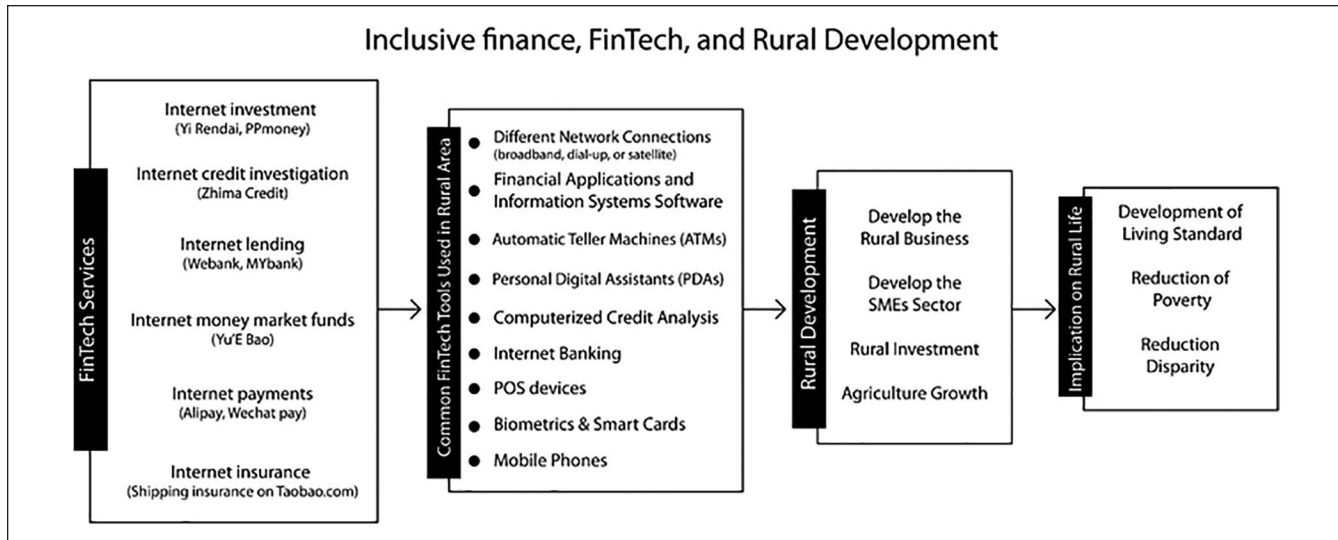 Inclusive finance, FinTech, and Rural Development
FinTech Services
Internet investment
(Yi Rendai, PPmoney)
Internet credit investigation
(Zhima Credit)
Internet lending
(Webank, MYbank)
Internet money market funds
(Yu'E Bao)
Internet payments
(Alipay, Wechat pay)
Internet insurance
(Shipping insurance on Taobao.com)
Common FinTech Tools Used in Rural Area
● Different Network Connections
(broadband, dial-up, or satellite)
● Financial Applications and
Information Systems Software
● Automatic Teller Machines (ATMs)
● Personal Digital Assistants (PDAs)
● Computerized Credit Analysis
● Internet Banking
● POS devices
● Biometrics & Smart Cards
● Mobile Phones
Rural Development
Develop the
Rural Business
Develop the
SMEs Sector
Rural Investment
Agriculture Growth
Implication on Rural Life
Development of
Living Standard
Reduction of
Poverty
Reduction
Disparity